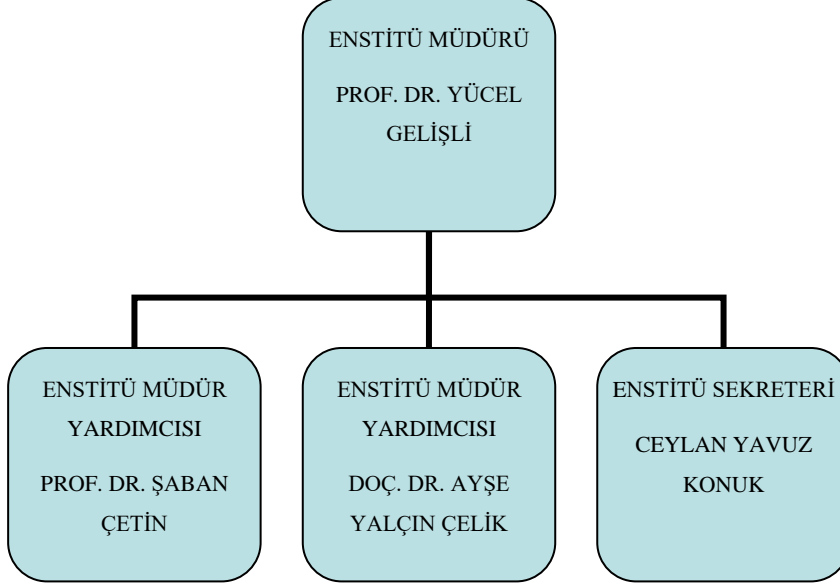 ENSTİTÜ MÜDÜRÜ
PROF. DR. YÜCEL
GELİŞLİ
ENSTİTÜ MÜDÜR
YARDIMCISI
PROF. DR. ŞABAN
ÇETİN
ENSTİTÜ MÜDÜR
YARDIMCISI
DOÇ. DR. AYŞE
YALÇIN ÇELİK
ENSTİTÜ SEKRETERİ
CEYLAN YAVUZ
KONUK